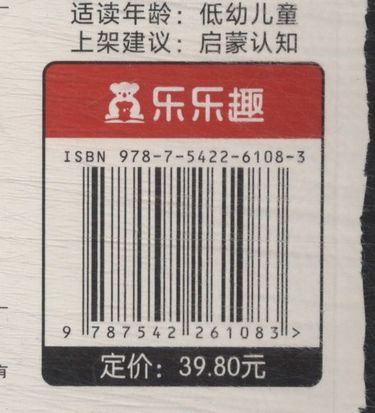 适读年龄：低幼儿童
上架建议：启蒙认知
乐乐趣
ISBN 978-7-5422-6108-3
9 787542 261083 >
定价：39.80元
有